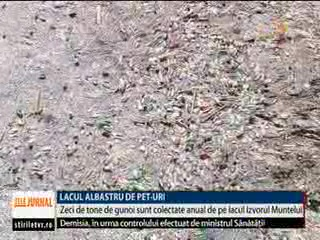 LACUL ALBASTRU DE PET-URI
Zeci de tone de gunoi sunt colectate anual de pe lacul Izvorul Muntelui
JURNAL
stiriletvr.ro
Demisia, în urma controlului efectuat de ministrul Sănătăţii